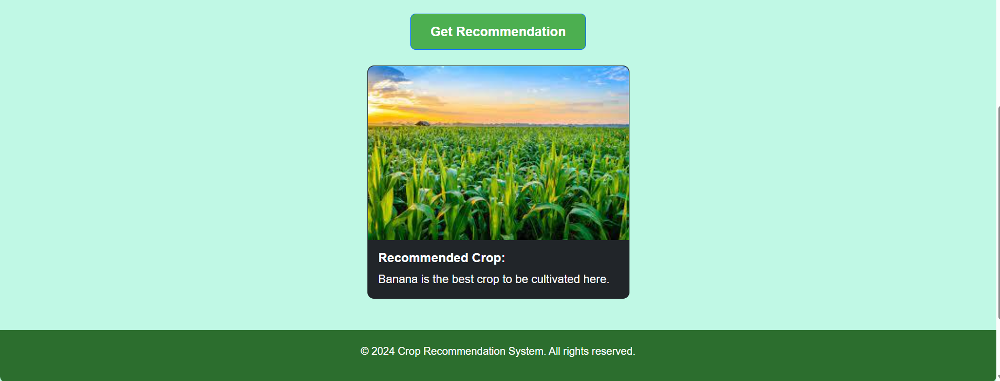 Get Recommendation
Recommended Crop:
Banana is the best crop to be cultivated here.
© 2024 Crop Recommendation System. All rights reserved.